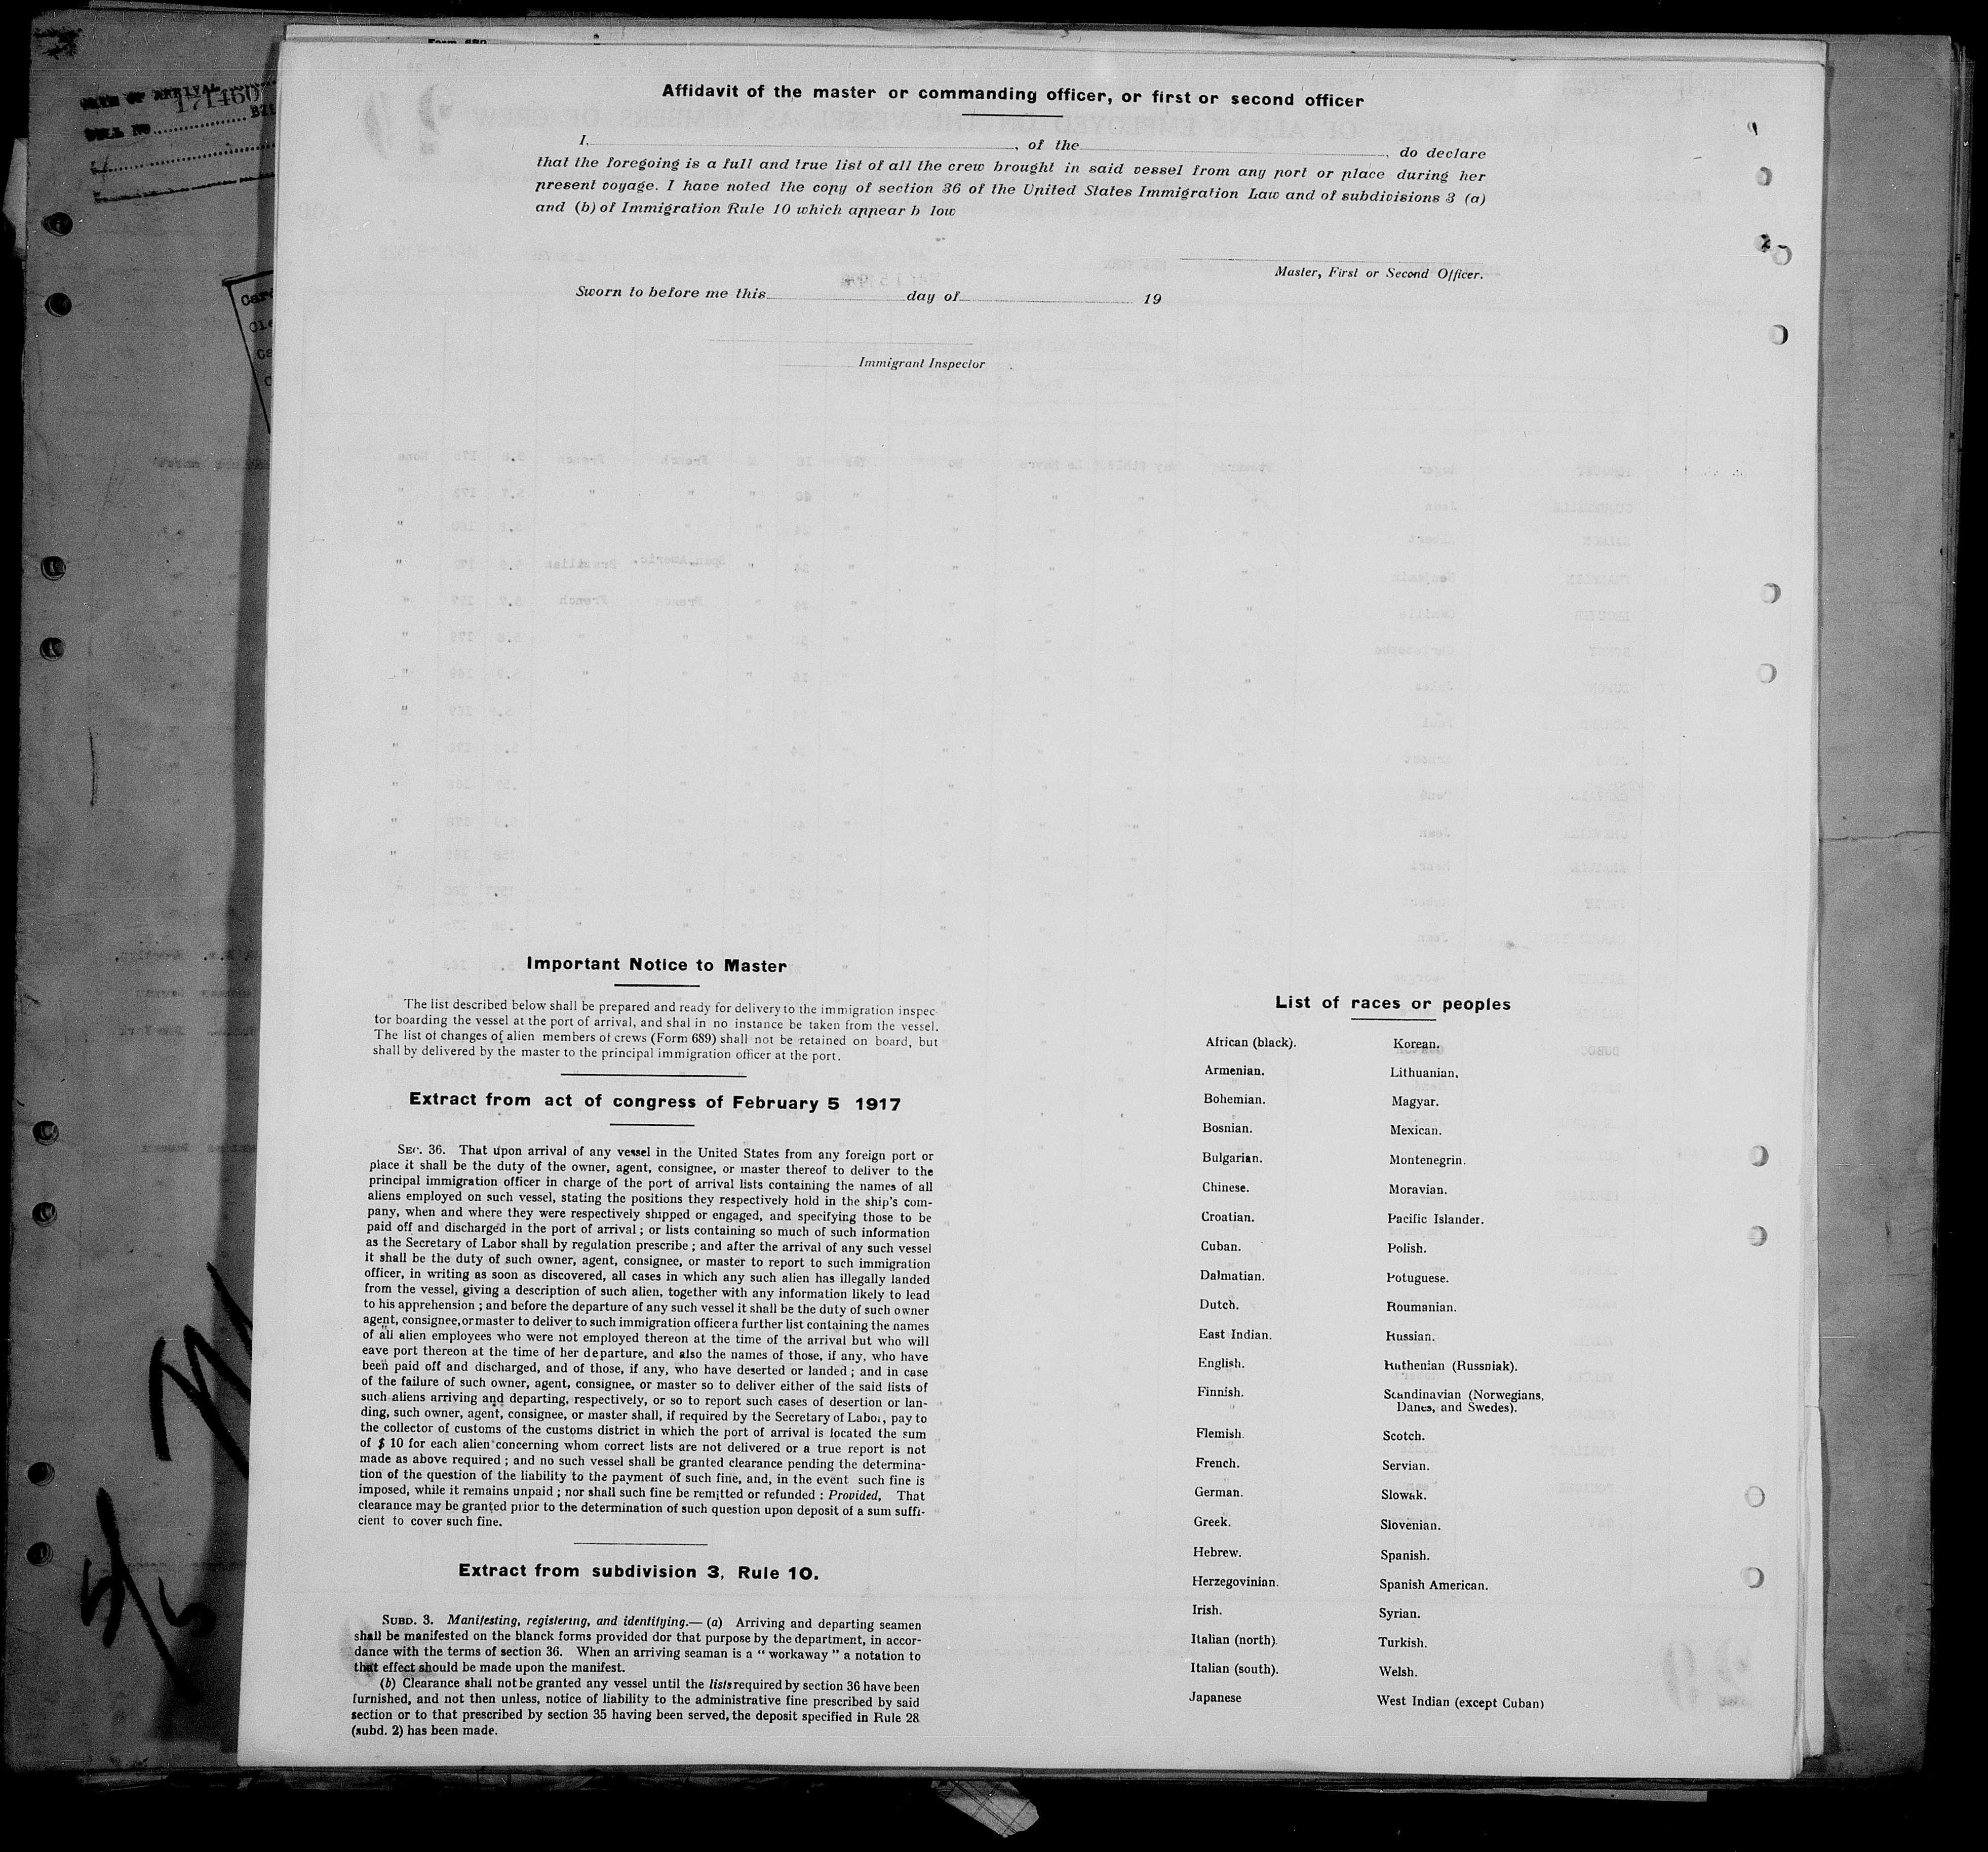 Affidavit of the master or commanding officer, or first or second officer
I, , of the , do declare
that the foregoing is a full and true list of all the crew brought in said vessel from any port or place during her
present voyage. I have noted the copy of section 36 of the United States Immigration Law and of subdivisions 3 (a)
and (b) of Immigration Rule 10 which appear b low
Master, First or Second Officer.
Sworn to before me this day of 19
Immigrant Inspector
Important Notice to Master
The list described below shall be prepared and ready for delivery to the immigration inspec-
tor boarding the vessel at the port of arrival, and shal in no instance be taken from the vessel.
The list of changes of alien members of crews (Form 689) shall not be retained on board, but
shall by delivered by the master to the principal immigration officer at the port.
Extract from act of congress of February 5 1917
SEC. 36. That upon arrival of any vessel in the United States from any foreign port or
place it shall be the duty of the owner, agent, consignee, or master thereof to deliver to the
principal immigration officer in charge of the port of arrival lists containing the names of all
aliens employed on such vessel, stating the positions they respectively hold in the ship's com-
pany, when and where they were respectively shipped or engaged, and specifying those to be
paid off and discharged in the port of arrival ; or lists containing so much of such information
as the Secretary of Labor shall by regulation prescribe ; and after the arrival of any such vessel
it shall be the duty of such owner, agent, consignee, or master to report to such immigration
officer, in writing as soon as discovered, all cases in which any such alien has illegally landed
from the vessel, giving a description of such alien, together with any information likely to lead
to his apprehension ; and before the departure of any such vessel it shall be the duty of such owner
agent, consignee, or master to deliver to such immigration officer a further list containing the names
of all alien employees who were not employed thereon at the time of the arrival but who will
eave port thereon at the time of her departure, and also the names of those, if any, who have
been paid off and discharged, and of those, if any, who have deserted or landed ; and in case
of the failure of such owner, agent, consignee, or master so to deliver either of the said lists of
such aliens arriving and departing, respectively, or so to report such cases of desertion or lan-
ding, such owner, agent, consignee, or master shall, if required by the Secretary of Labor, pay to
the collector of customs of the customs district in which the port of arrival is located the sum
of $ 10 for each alien concerning whom correct lists are not delivered or a true report is not
made as above required ; and no such vessel shall be granted clearance pending the determina-
tion of the question of the liability to the payment of such fine, and, in the event such fine is
imposed, while it remains unpaid ; nor shall such fine be remitted or refunded : Provided, That
clearance may be granted prior to the determination of such question upon deposit of a sum suffi-
cient to cover such fine.
Extract from subdivision 3, Rule 10.
SUBD. 3. Manifesting, registering, and identifying.— (a) Arriving and departing seamen
shall be manifested on the blanck forms provided dor that purpose by the department, in accor-
dance with the terms of section 36. When an arriving seaman is a " workaway " a notation to
that effect should be made upon the manifest.
(b) Clearance shall not be granted any vessel until the lists required by section 36 have been
furnished, and not then unless, notice of liability to the administrative fine prescribed by said
section or to that prescribed by section 35 having been served, the deposit specified in Rule 28
(subd. 2) has been made.
List of races or peoples
African (black). Korean.
Armenian. Lithuanian.
Bohemian. Magyar.
Bosnian. Mexican.
Bulgarian. Montenegrin.
Chinese. Moravian.
Croatian. Pacific Islander.
Cuban. Polish.
Dalmatian. Potuguese.
Dutch. Roumanian.
East Indian. Russian.
English. Ruthenian (Russniak).
Finnish. Scandinavian (Norwegians,
Danes, and Swedes).
Flemish. Scotch.
French. Servian.
German. Slowak.
Greek. Slovenian.
Hebrew. Spanish.
Herzegovinian. Spanish American.
Irish. Syrian.
Italian (north). Turkish.
Italian (south). Welsh.
Japanese West Indian (except Cuban)